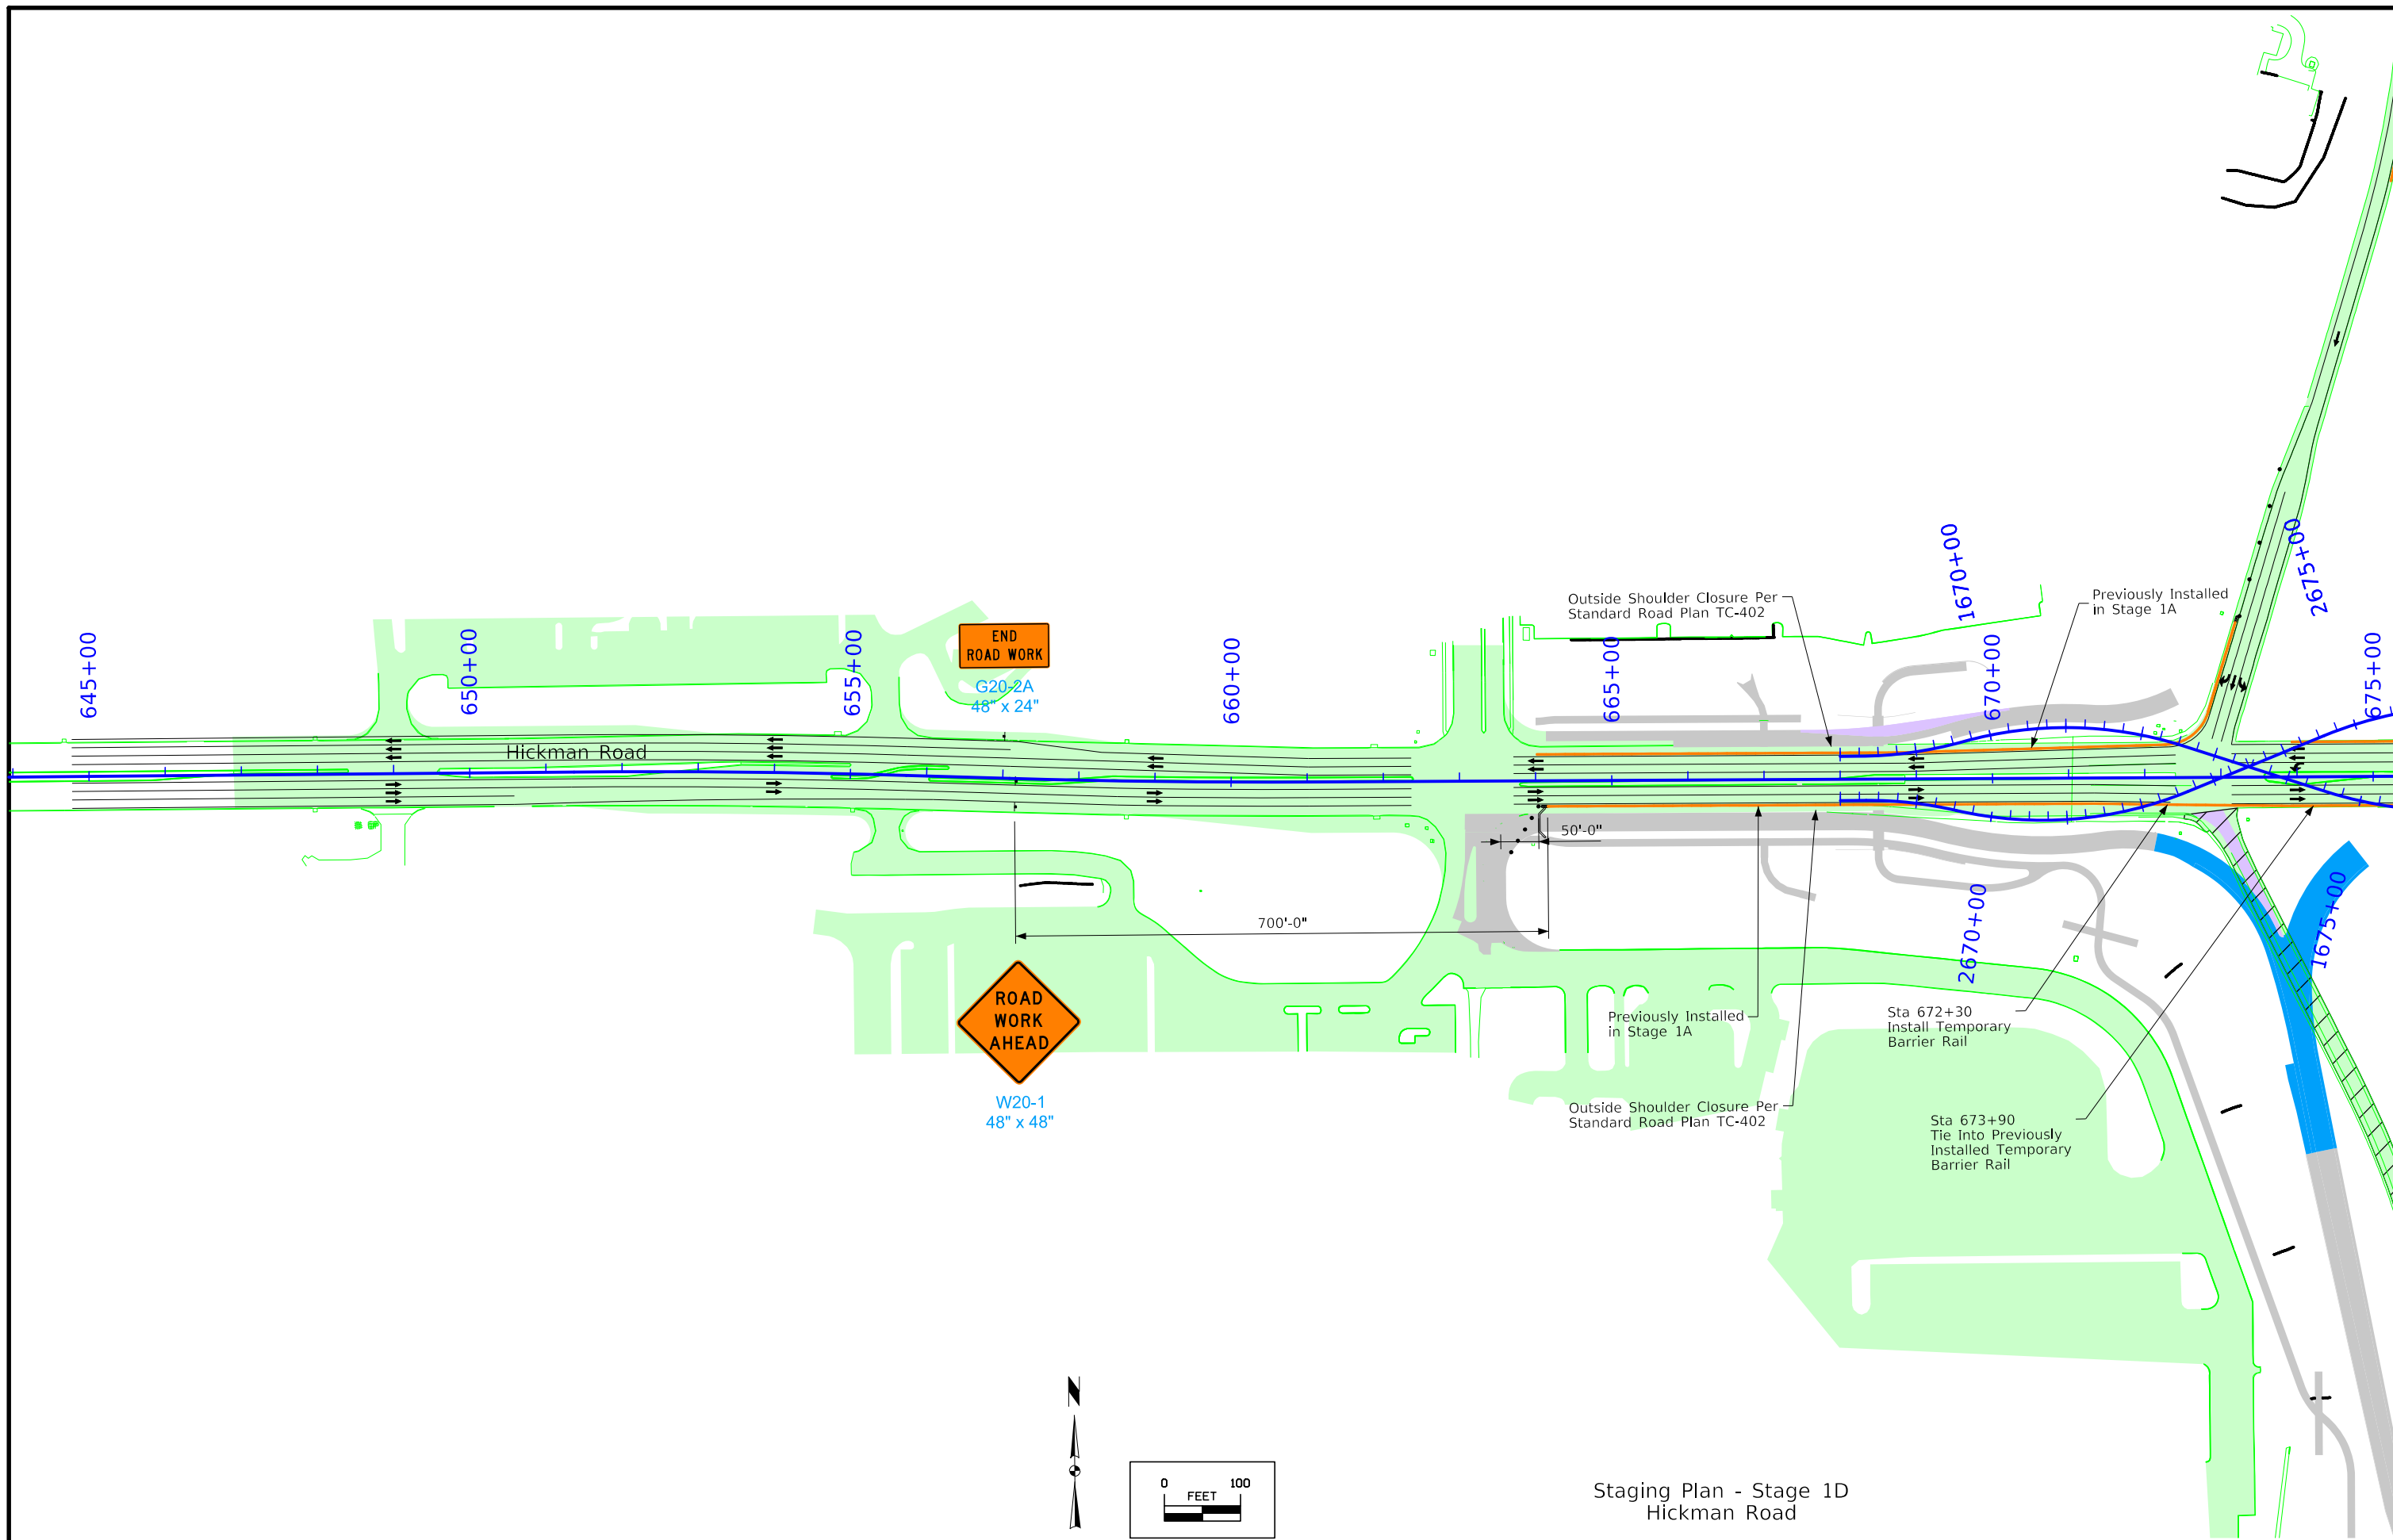 Outside Shoulder Closure Per
Standard Road Plan TC-402
Previously Installed
in Stage 1A
1670+00
2675+00
645+00
650+00
655+00
END
ROAD WORK
G20-2A
48" x 24"
660+00
665+00
670+00
675+00
Hickman Road
50'-0"
700'-0"
2670+00
1675+00
ROAD
WORK
AHEAD
W20-1
48" x 48"
Previously Installed
in Stage 1A
Sta 672+30
Install Temporary
Barrier Rail
Outside Shoulder Closure Per
Standard Road Plan TC-402
Sta 673+90
Tie Into Previously
Installed Temporary
Barrier Rail
N
0 100
FEET
Staging Plan - Stage 1D
Hickman Road